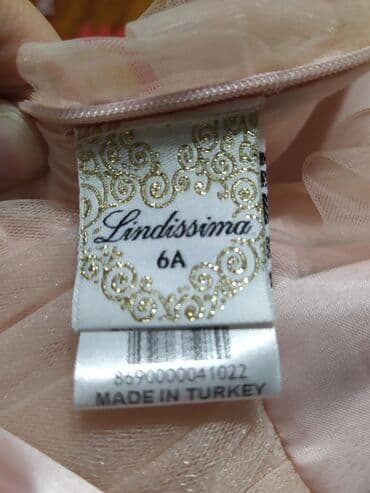 Lindissima
6A
8690000041022
MADE IN TURKEY